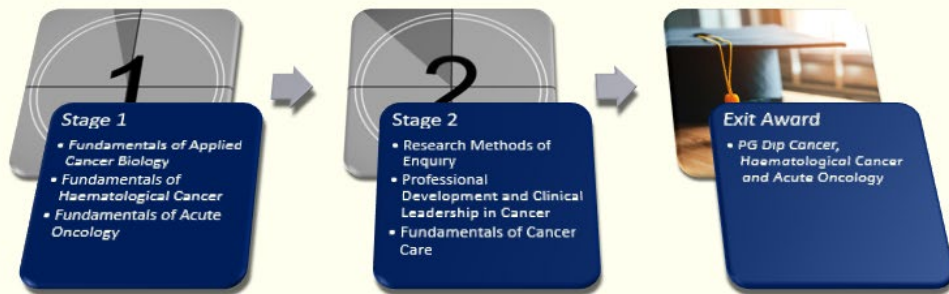 1
Stage 1
• Fundamentals of Applied
Cancer Biology
• Fundamentals of
Haematological Cancer
• Fundamentals of Acute
Oncology
2
Stage 2
• Research Methods of
Enquiry
• Professional
Development and Clinical
Leadership in Cancer
• Fundamentals of Cancer
Care
Exit Award
• PG Dip Cancer,
Haematological Cancer
and Acute Oncology